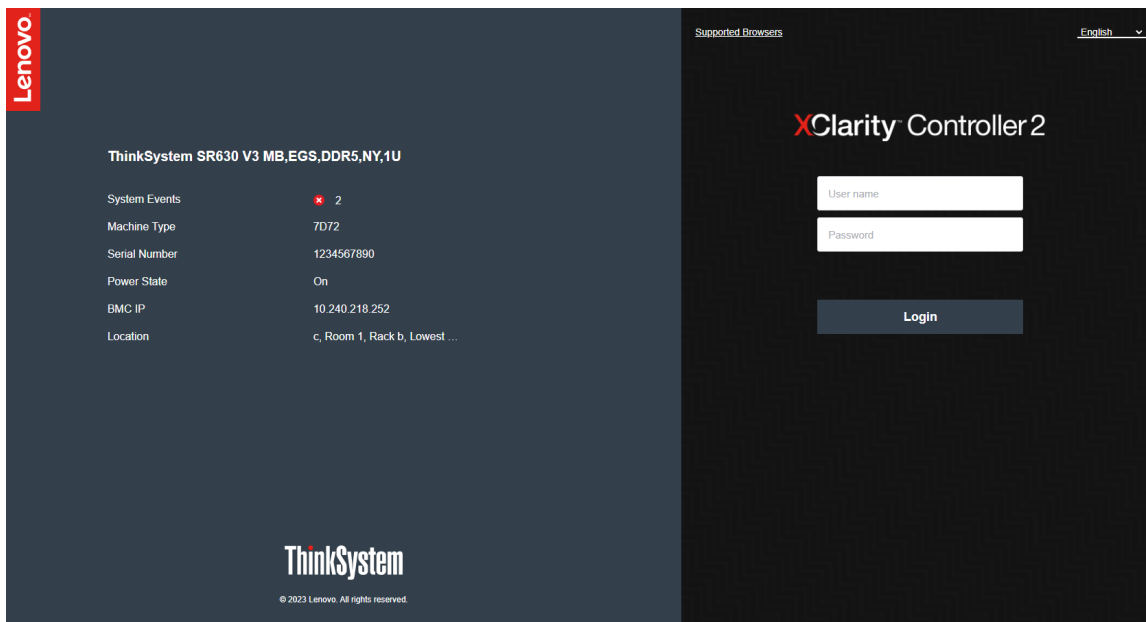 Lenovo
ThinkSystem SR630 V3 MB,EGS,DDR5,NY,1U
System Events 2
Machine Type 7D72
Serial Number 1234567890
Power State On
BMC IP 10.240.218.252
Location c, Room 1, Rack b, Lowest ...
ThinkSystem
© 2023 Lenovo. All rights reserved.
Supported Browsers
English
XClarity™ Controller 2
User name
Password
Login